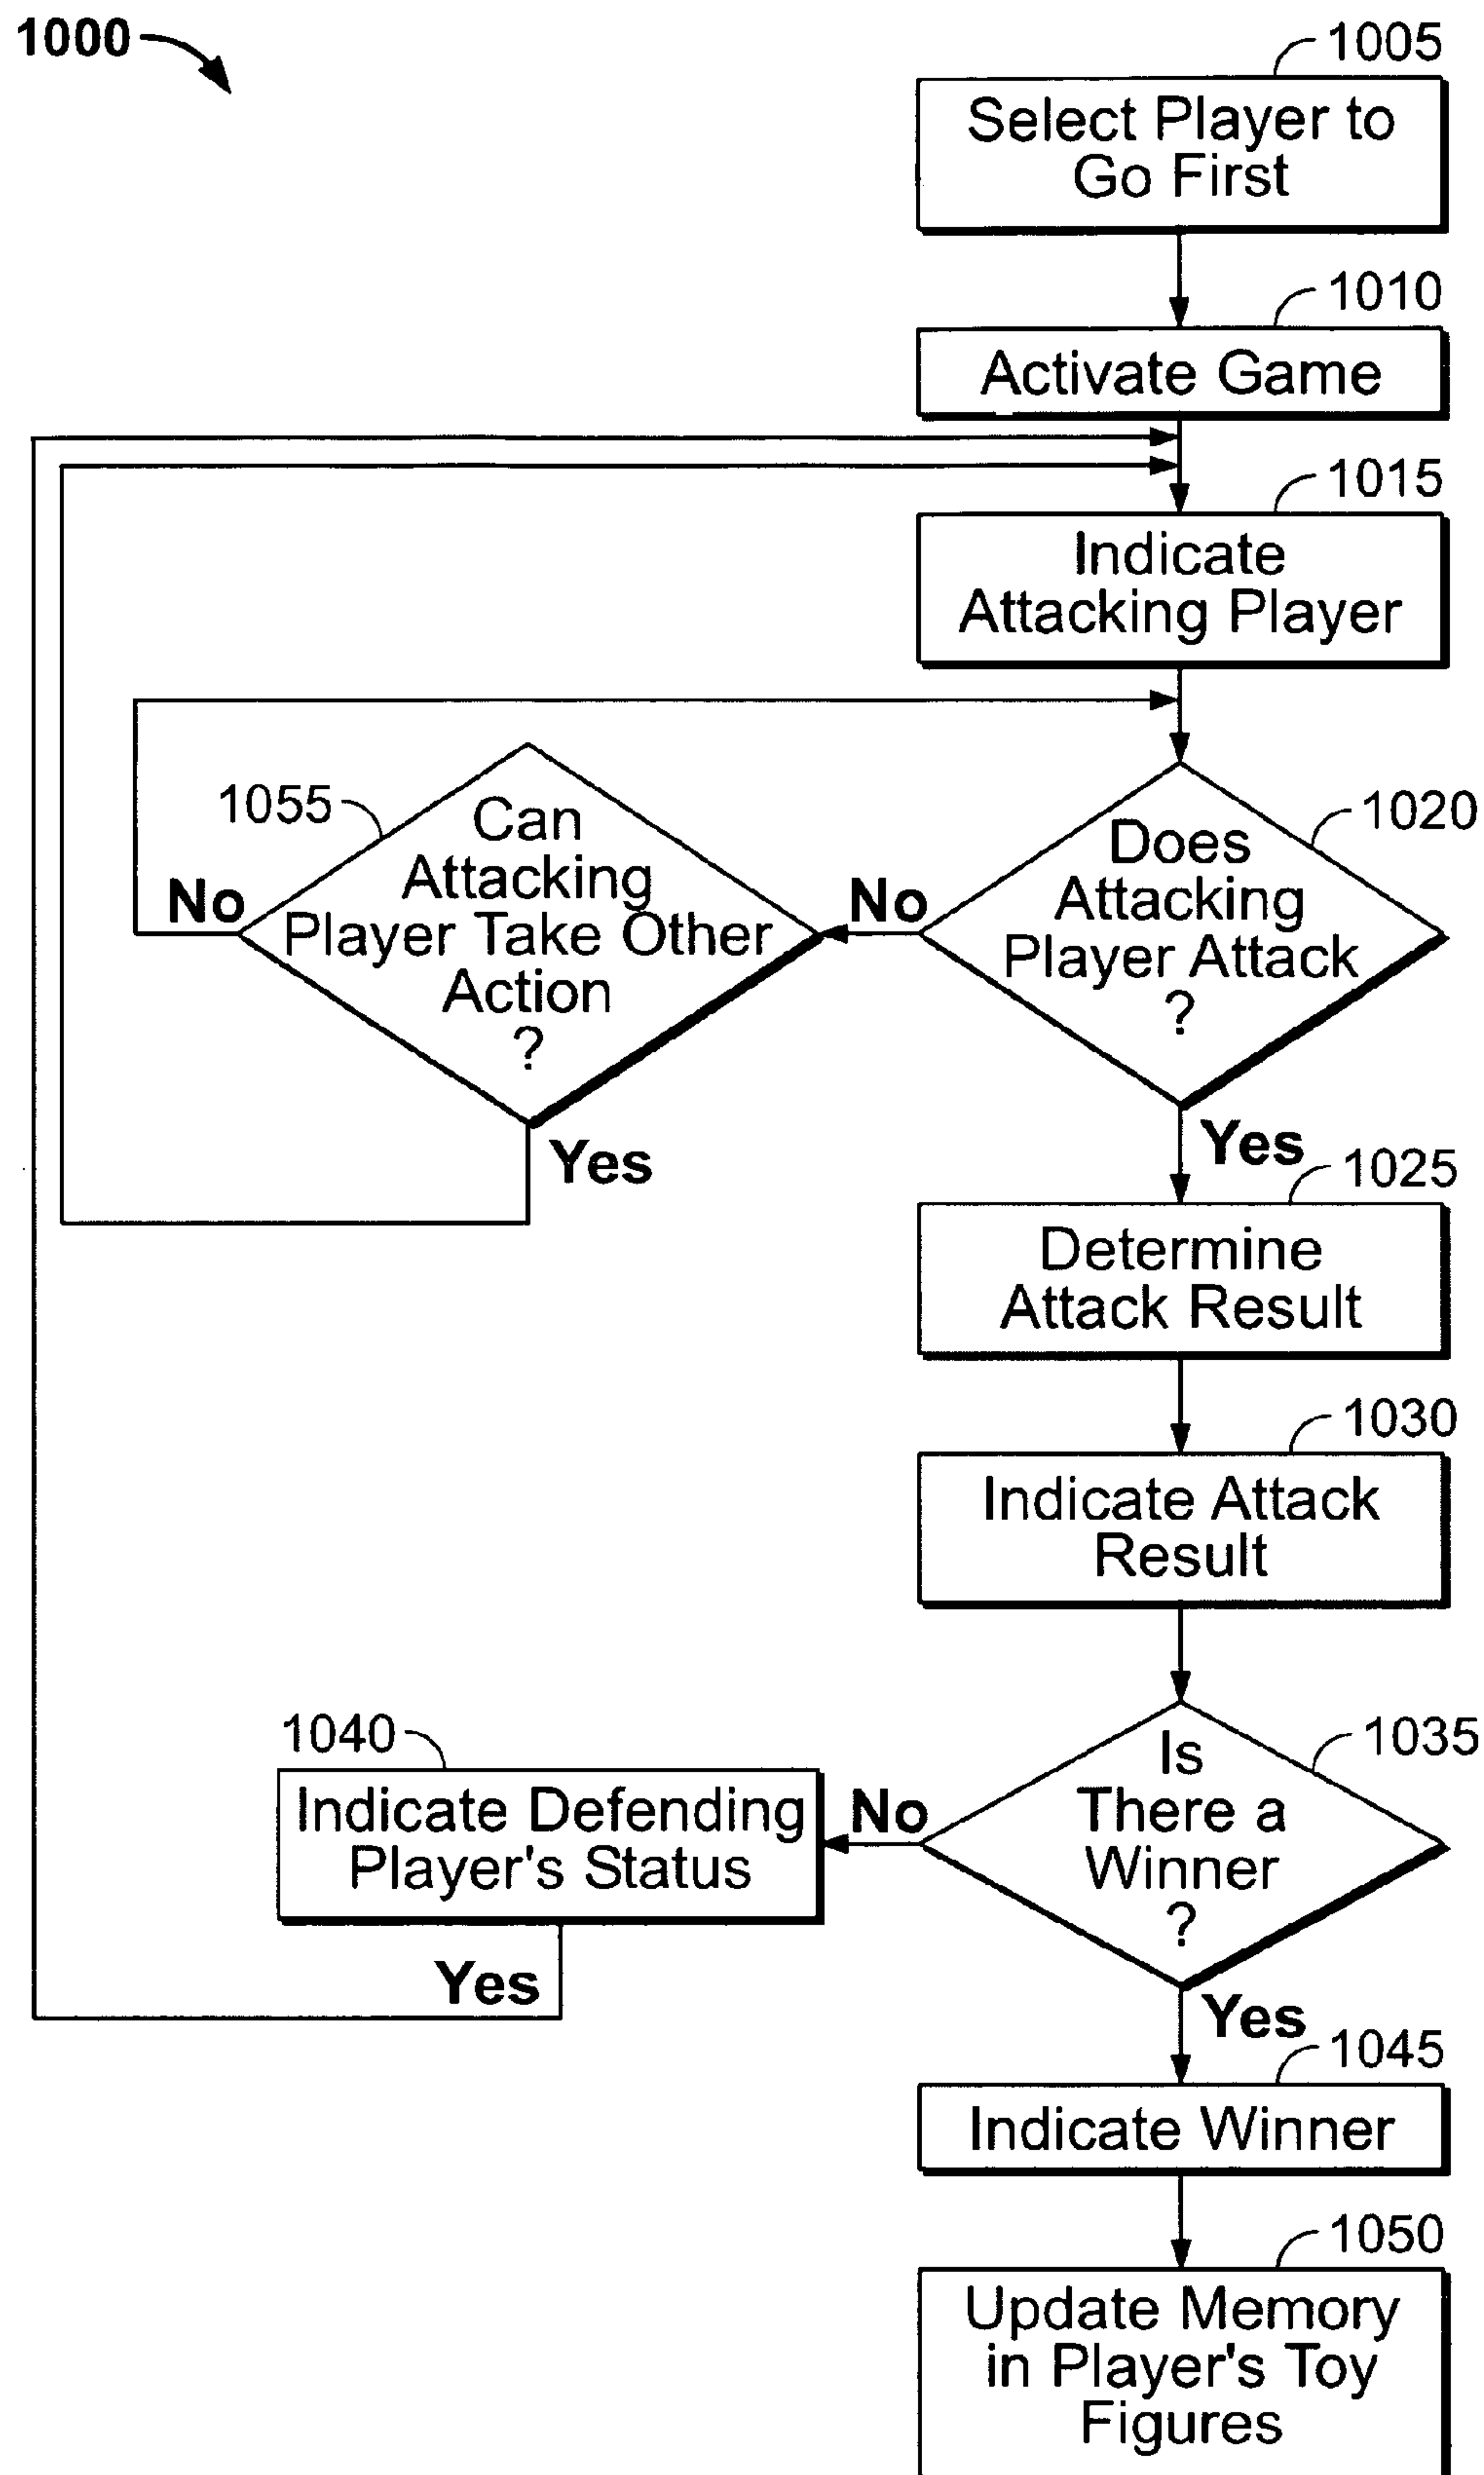 1000
1005
Select Player to
Go First
1010
Activate Game
1015
Indicate
Attacking Player
1055
Can
Attacking
Player Take Other
Action
?
No
Yes
1020
Does
Attacking
Player Attack
?
No
Yes
1025
Determine
Attack Result
1030
Indicate Attack
Result
1035
Is
There a
Winner
?
No
Yes
1040
Indicate Defending
Player's Status
Yes
1045
Indicate Winner
1050
Update Memory
in Player's Toy
Figures